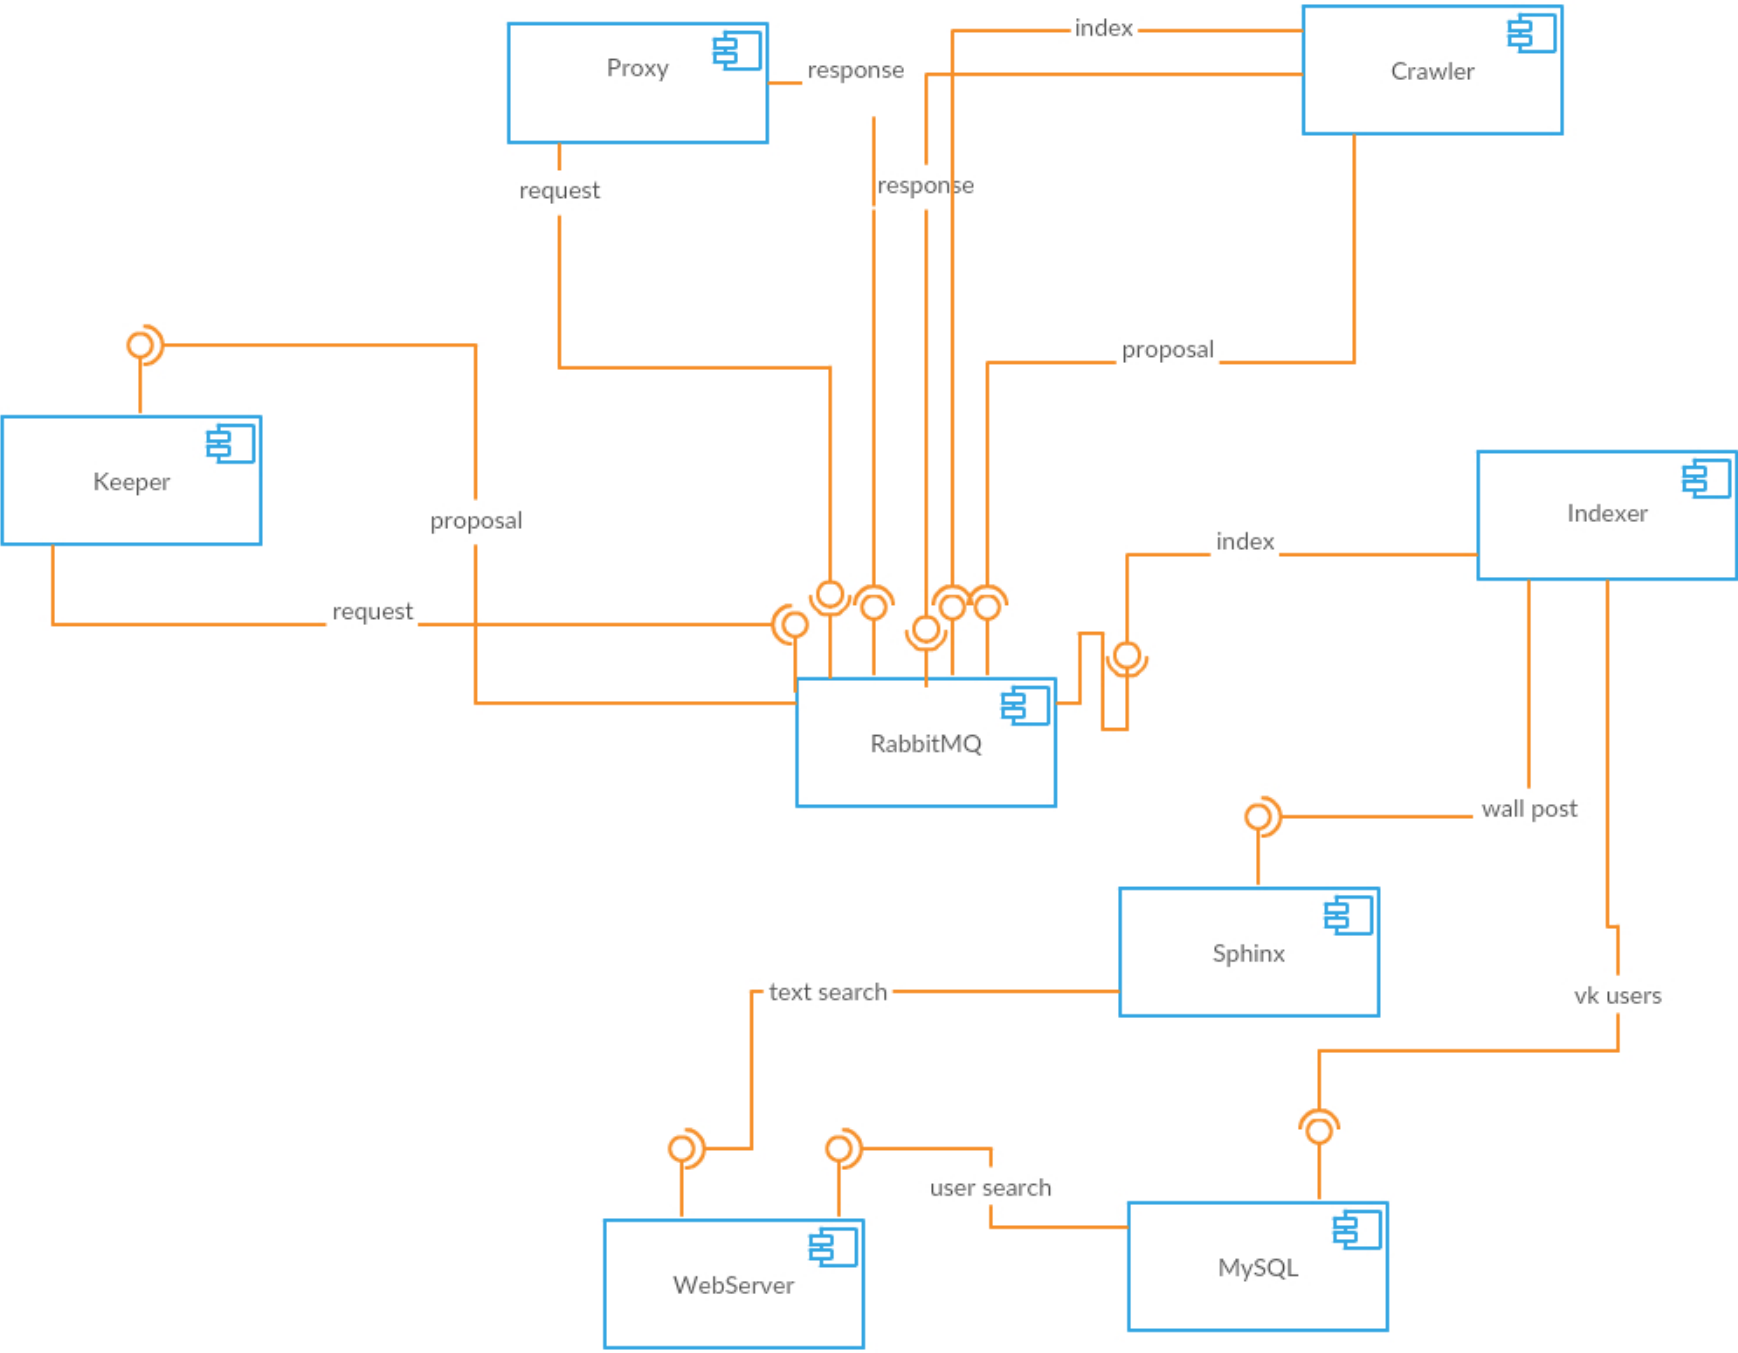 index
Proxy
response
Crawler
request
response
proposal
Keeper
proposal
Indexer
index
request
RabbitMQ
wall post
Sphinx
text search
vk users
user search
WebServer
MySQL